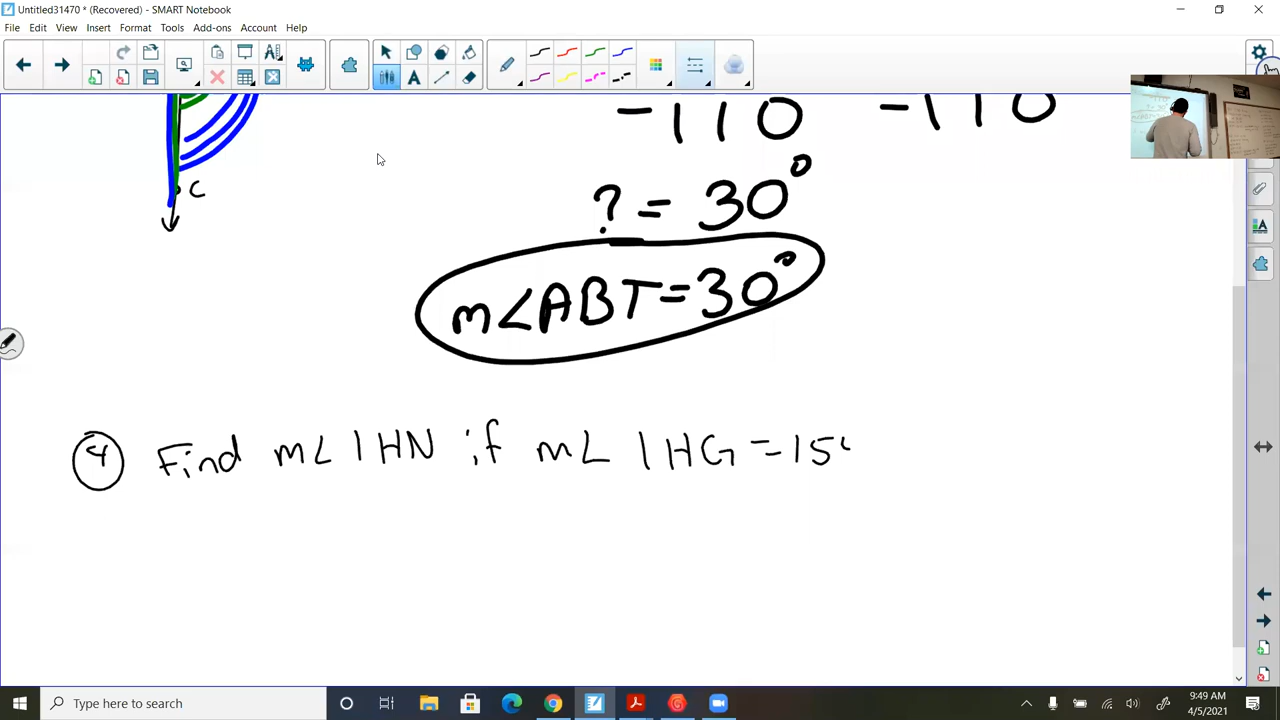 Untitled31470 * (Recovered) - SMART Notebook
File Edit View Insert Format Tools Add-ons Account Help
-110 -110
C
? = 30°
m∠ABT=30°
4 Find m∠IHN if m∠IHG =15
Type here to search
9:49 AM
4/5/2021